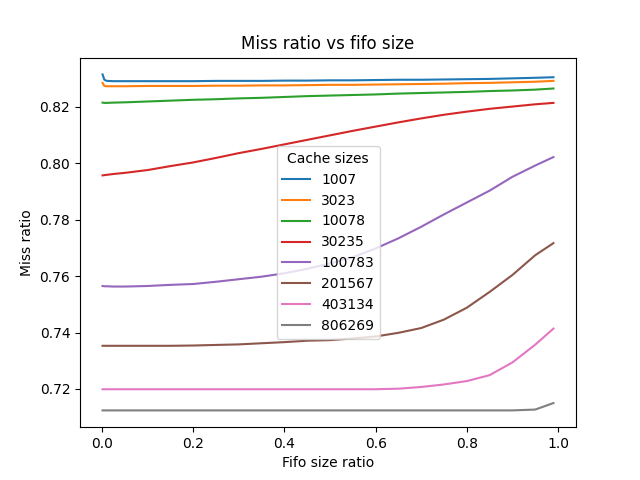 Miss ratio vs fifo size
0.82
0.80
0.78
0.76
0.74
0.72
Miss ratio
Cache sizes
1007
3023
10078
30235
100783
201567
403134
806269
0.0 0.2 0.4 0.6 0.8 1.0
Fifo size ratio